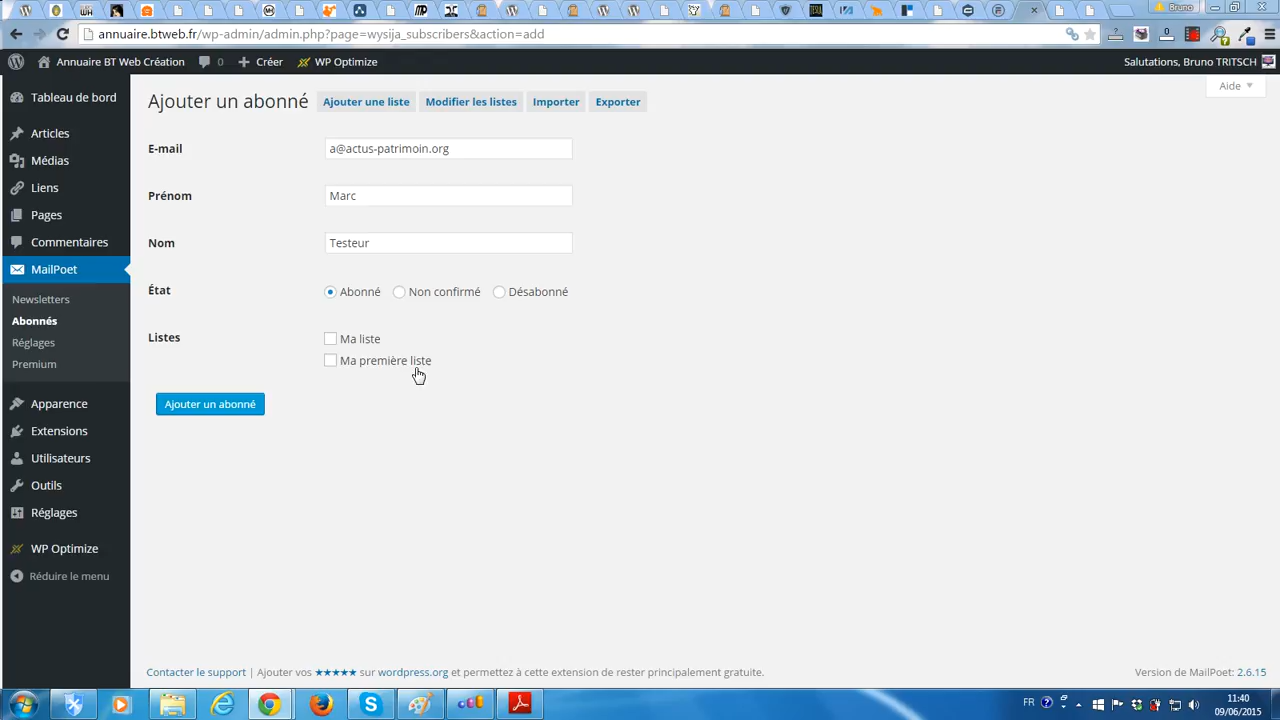 Bruno
annuaire.btweb.fr/wp-admin/admin.php?page=wysija_subscribers&action=add
Annuaire BT Web Création 0 Créer WP Optimize Salutations, Bruno TRITSCH
Aide
Ajouter un abonné Ajouter une liste Modifier les listes Importer Exporter
Tableau de bord
Articles
Médias
Liens
Pages
Commentaires
MailPoet
Newsletters
Abonnés
Réglages
Premium
Apparence
Extensions
Utilisateurs
Outils
Réglages
WP Optimize
Réduire le menu
E-mail a@actus-patrimoin.org
Prénom Marc
Nom Testeur
État Abonné Non confirmé Désabonné
Listes Ma liste
Ma première liste
Ajouter un abonné
Contacter le support | Ajouter vos ★★★★★ sur wordpress.org et permettez à cette extension de rester principalement gratuite. Version de MailPoet: 2.6.15
FR 11:40
09/06/2015